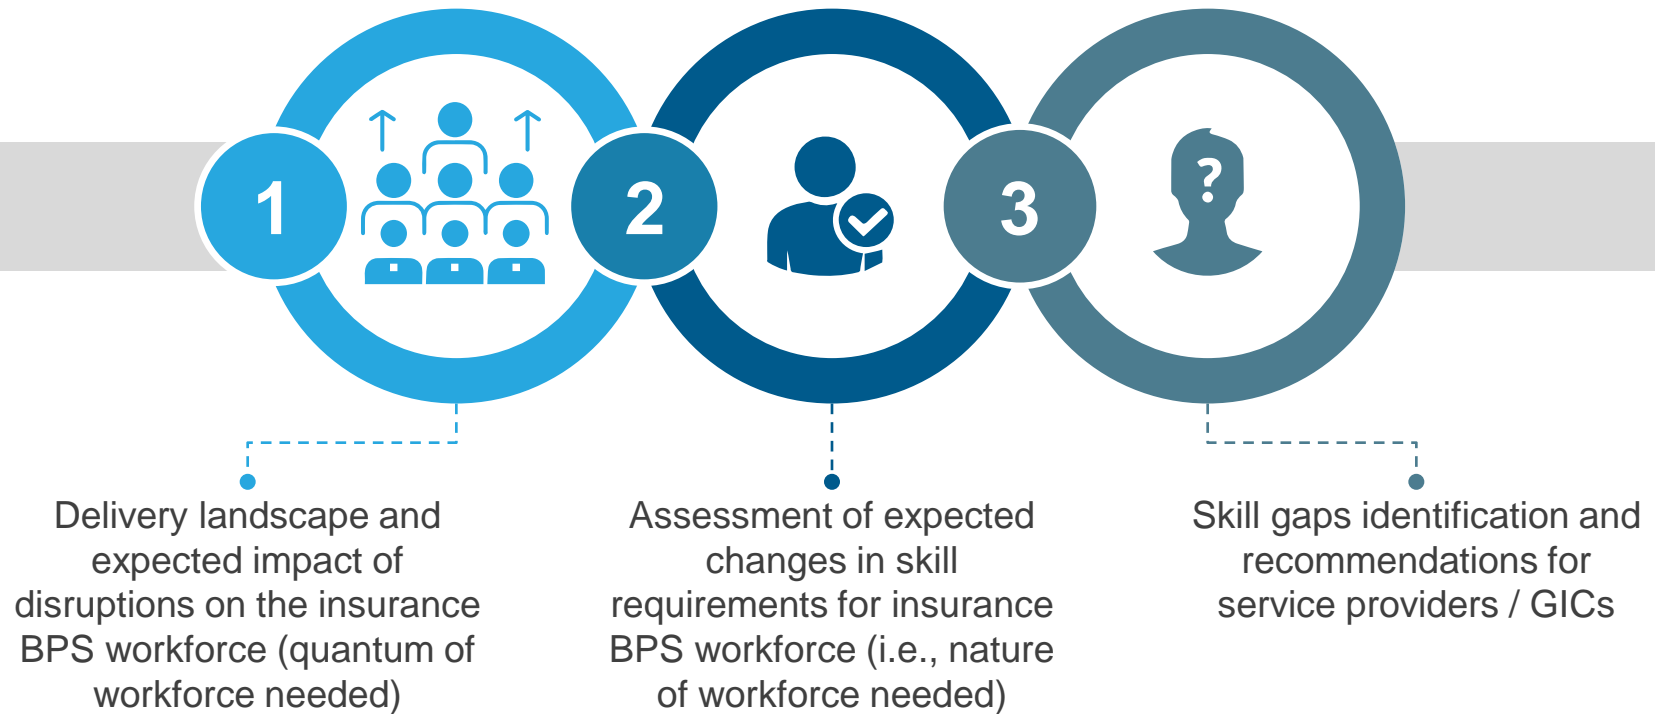 1
2
3
?
Delivery landscape and
expected impact of
disruptions on the insurance
BPS workforce (quantum of
workforce needed)
Assessment of expected
changes in skill
requirements for insurance
BPS workforce (i.e., nature
of workforce needed)
Skill gaps identification and
recommendations for
service providers / GICs